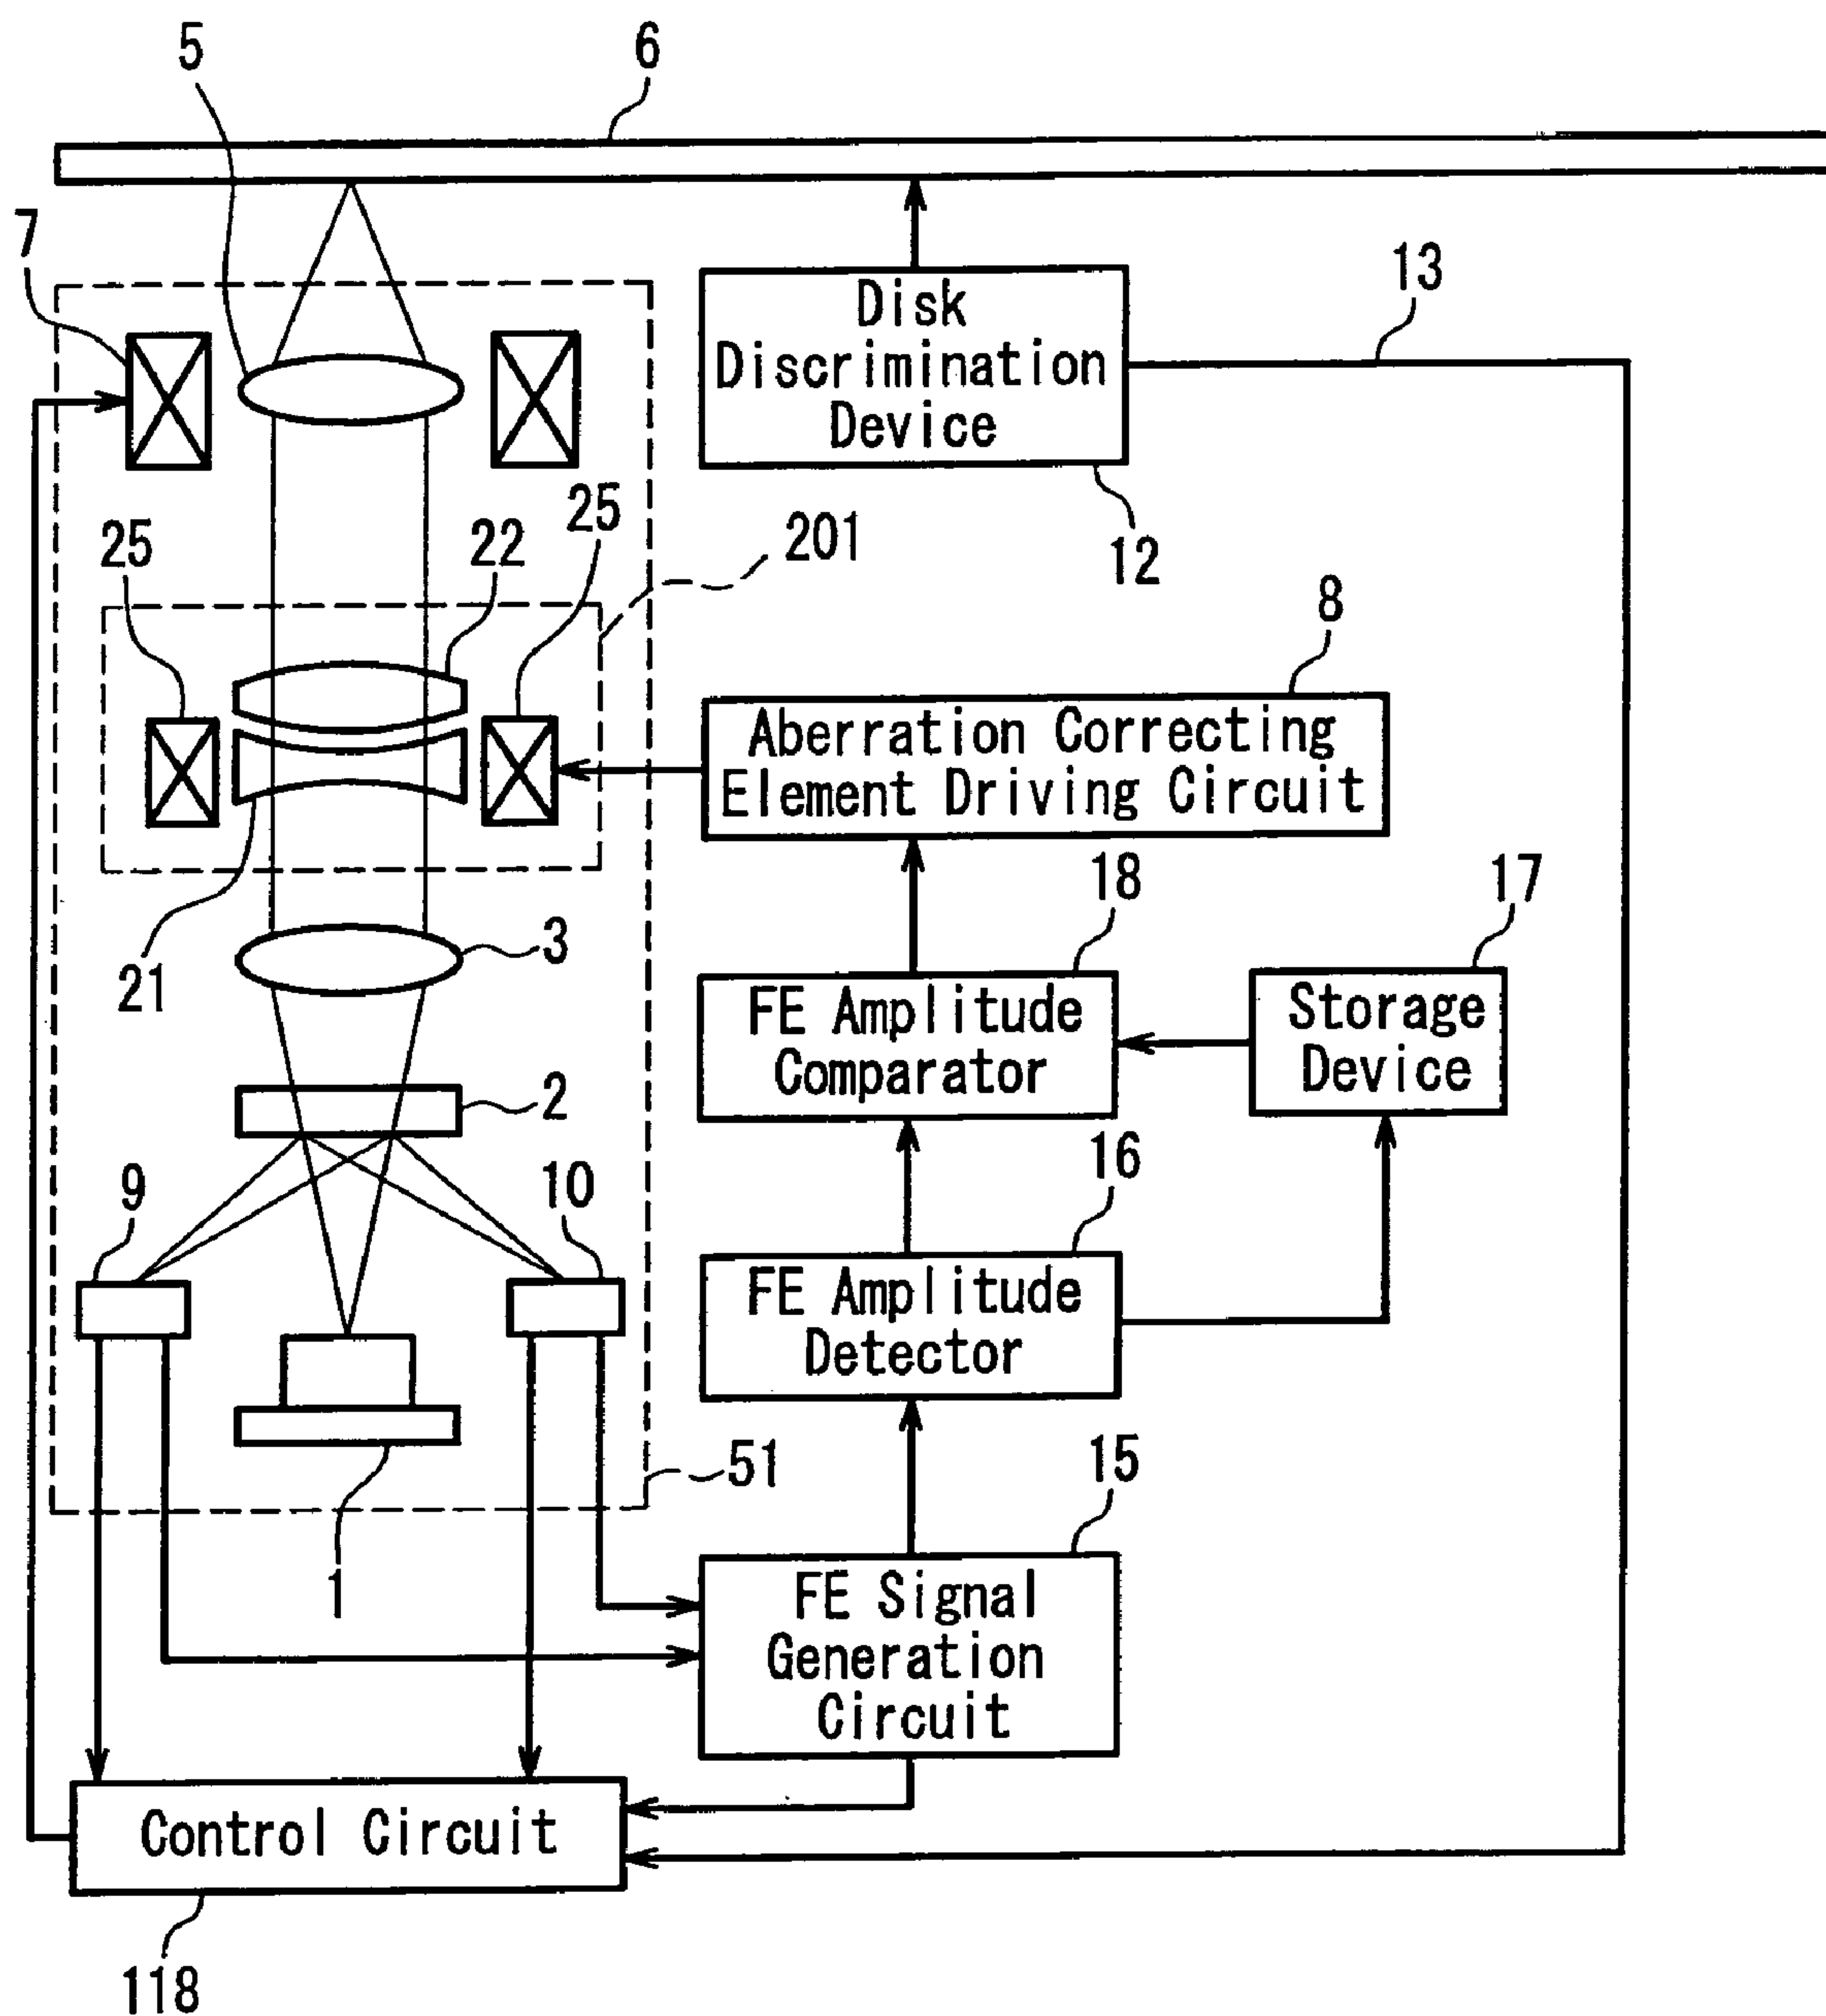 5
6
7
Disk
Discrimination
Device
13
25
22
25
201
12
8
Aberration Correcting
Element Driving Circuit
21
3
18
17
FE Amplitude
Comparator
Storage
Device
2
9
10
16
FE Amplitude
Detector
1
51
15
FE Signal
Generation
Circuit
Control Circuit
118